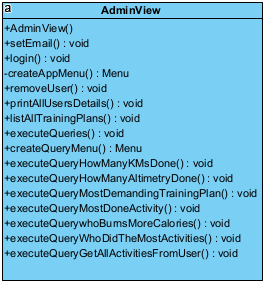 a
AdminView
+AdminView()
+setEmail() : void
+login() : void
-createAppMenu() : Menu
+removeUser() : void
+printAllUsersDetails() : void
+listAllTrainingPlans() : void
+executeQueries() : void
+createQueryMenu() : Menu
+executeQueryHowManyKMsDone() : void
+executeQueryHowManyAltimetryDone() : void
+executeQueryMostDemandingTrainingPlan() : void
+executeQueryMostDoneActivity() : void
+executeQuerywhoBurnsMoreCalories() : void
+executeQueryWhoDidTheMostActivities() : void
+executeQueryGetAllActivitiesFromUser() : void